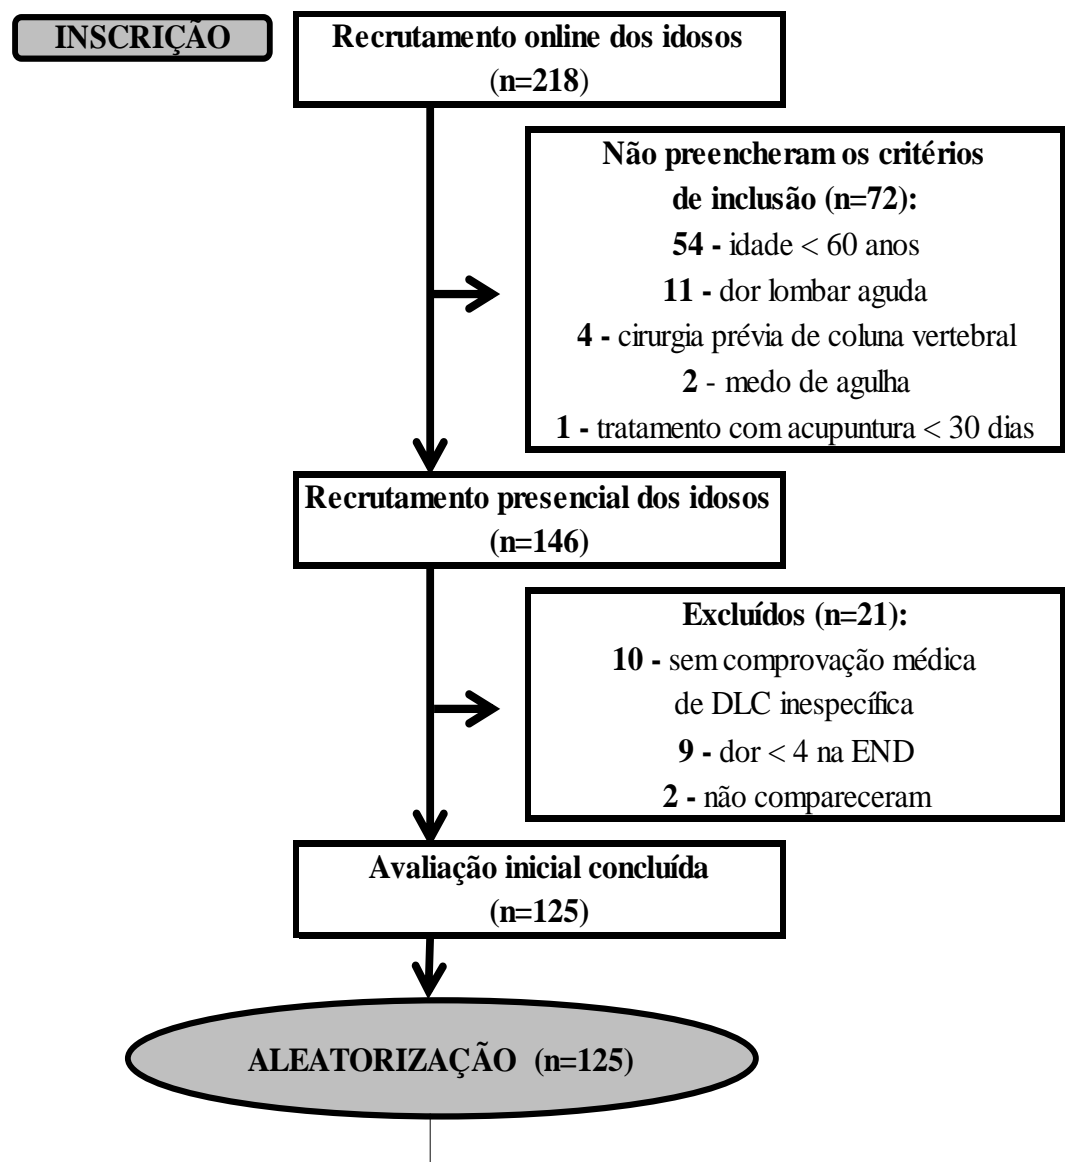 INSCRIÇÃO
Recrutamento online dos idosos
(n=218)
Não preencheram os critérios
de inclusão (n=72):
54 - idade < 60 anos
11 - dor lombar aguda
4 - cirurgia prévia de coluna vertebral
2 - medo de agulha
1 - tratamento com acupuntura < 30 dias
Recrutamento presencial dos idosos
(n=146)
Excluídos (n=21):
10 - sem comprovação médica
de DLC inespecífica
9 - dor < 4 na END
2 - não compareceram
Avaliação inicial concluída
(n=125)
ALEATORIZAÇÃO (n=125)